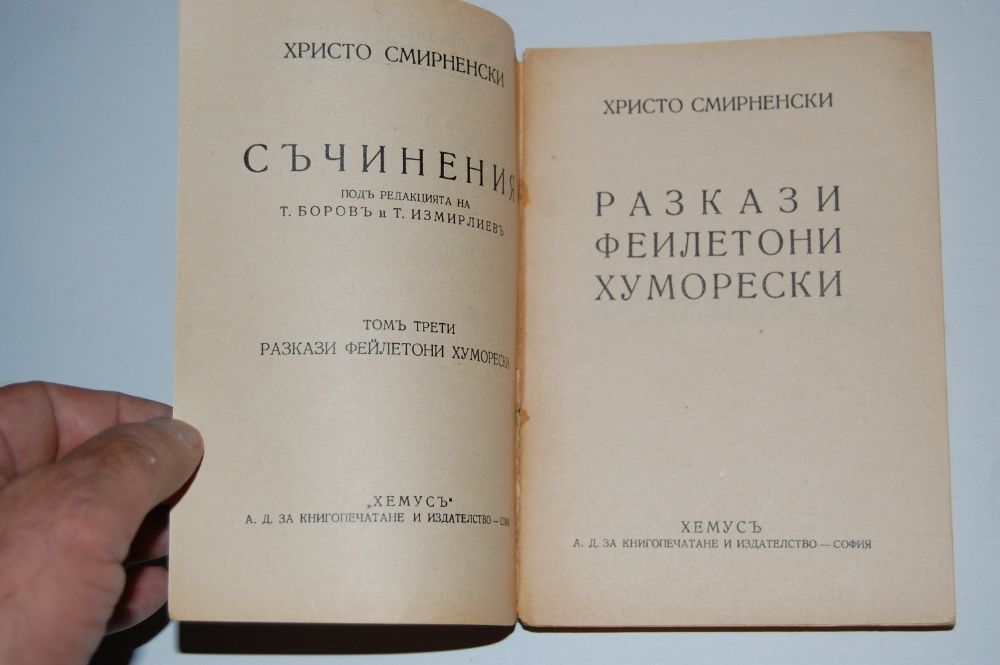 ХРИСТО СМИРНЕНСКИ
СЪЧИНЕНИЯ
ПОДЪ РЕДАКЦИЯТА НА
Т. БОРОВЪ и Т. ИЗМИРЛИЕВЪ
ТОМЪ ТРЕТИ
РАЗКАЗИ ФЕЙЛЕТОНИ ХУМОРЕСКИ
„ХЕМУСЪ“
А. Д. ЗА КНИГОПЕЧАТАНЕ И ИЗДАТЕЛСТВО — СОФИЯ
ХРИСТО СМИРНЕНСКИ
РАЗКАЗИ
ФЕИЛЕТОНИ
ХУМОРЕСКИ
ХЕМУСЪ
А. Д. ЗА КНИГОПЕЧАТАНЕ И ИЗДАТЕЛСТВО — СОФИЯ